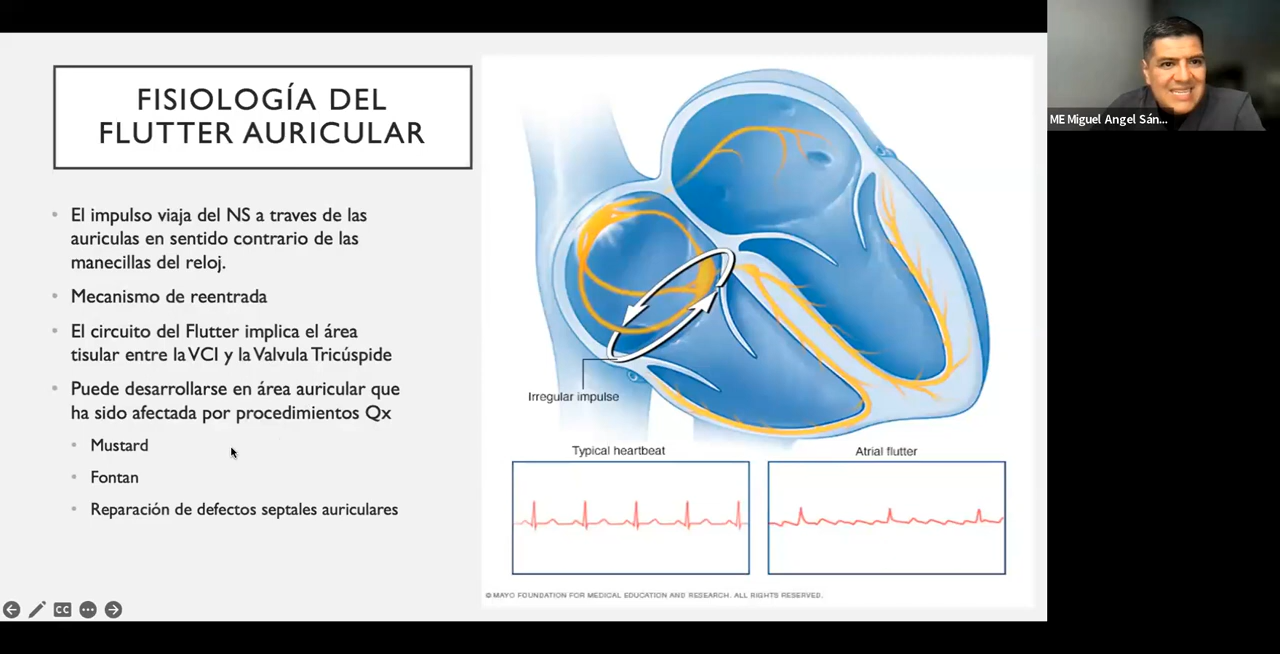 FISIOLOGÍA DEL
FLUTTER AURICULAR
El impulso viaja del NS a traves de las
auriculas en sentido contrario de las
manecillas del reloj.
Mecanismo de reentrada
El circuito del Flutter implica el área
tisular entre la VCI y la Valvula Tricúspide
Puede desarrollarse en área auricular que
ha sido afectada por procedimientos Qx
Mustard
Fontan
Reparación de defectos septales auriculares
Irregular impulse
Typical heartbeat
Atrial flutter
© MAYO FOUNDATION FOR MEDICAL EDUCATION AND RESEARCH. ALL RIGHTS RESERVED.
CC
ME Miguel Angel Sán...